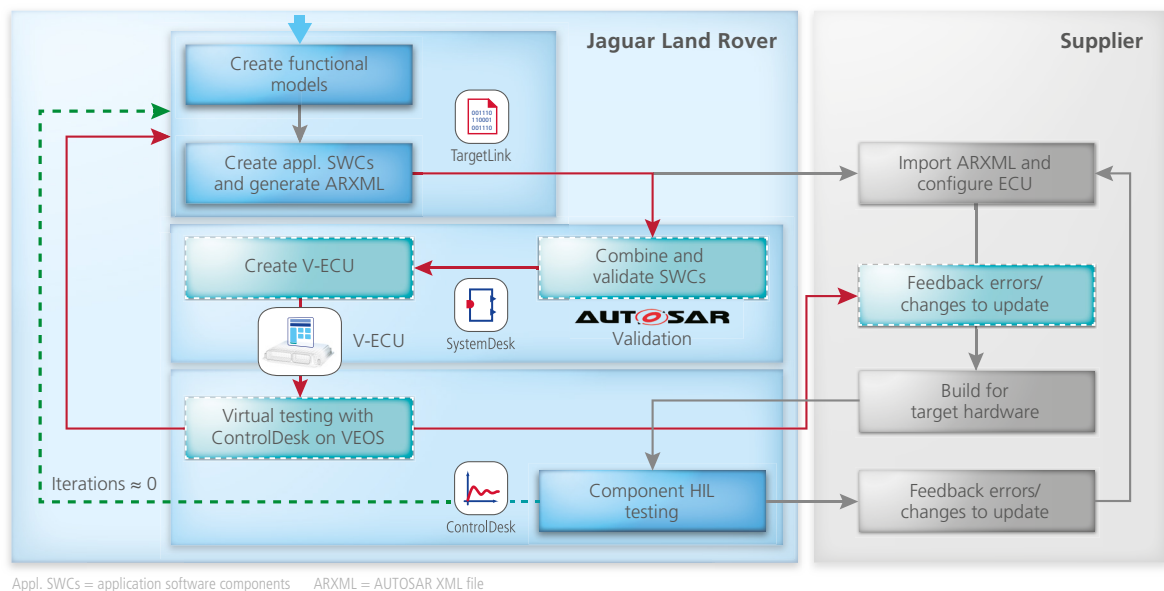 Jaguar Land Rover
Supplier
Create functional
models
001110
110001
001110
TargetLink
Create appl. SWCs
and generate ARXML
Import ARXML and
configure ECU
Create V-ECU
Combine and
validate SWCs
Feedback errors/
changes to update
AUTOSAR
Validation
V-ECU
SystemDesk
Build for
target hardware
Virtual testing with
ControlDesk on VEOS
Iterations ≈ 0
ControlDesk
Component HIL
testing
Feedback errors/
changes to update
Appl. SWCs = application software components ARXML = AUTOSAR XML file